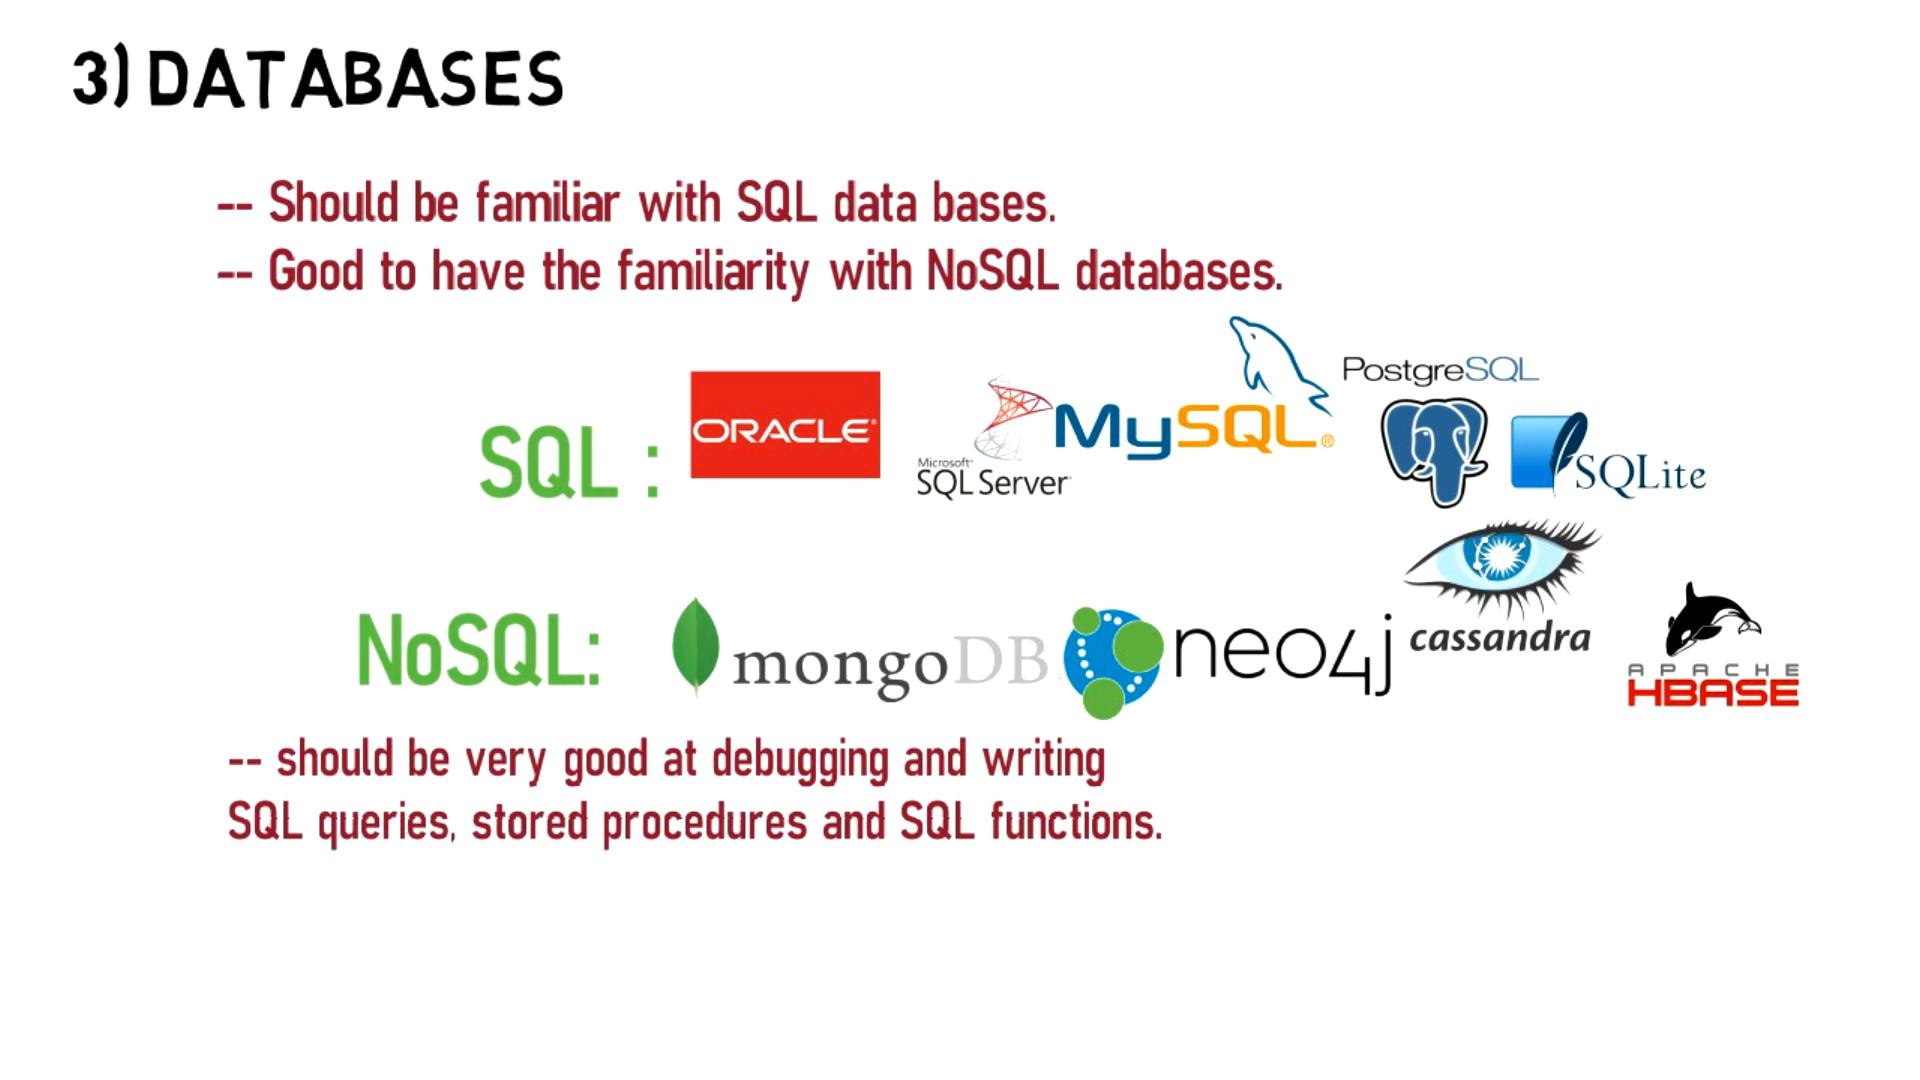 3) DATABASES
-- Should be familiar with SQL data bases.
-- Good to have the familiarity with NoSQL databases.
SQL :
ORACLE®
Microsoft®
SQL Server
MySQL®
PostgreSQL
SQLite
NoSQL:
mongoDB
neo4j
cassandra
APACHE
HBASE
-- should be very good at debugging and writing
SQL queries, stored procedures and SQL functions.